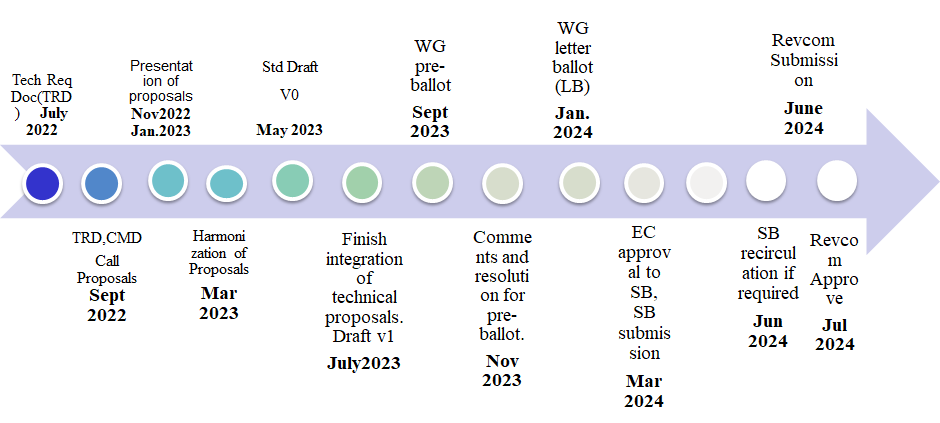 Tech Req
Doc(TRD
) July
2022
Presentat
ion of
proposals
Nov2022
Jan.2023
Std Draft
V0
May 2023
WG
pre-
ballot
Sept
2023
WG
letter
ballot
(LB)
Jan.
2024
Revcom
Submissi
on
June
2024
TRD,CMD
Call
Proposals
Sept
2022
Harmoni
zation of
Proposals
Mar
2023
Finish
integration
of
technical
proposals.
Draft v1
July2023
Comme
nts and
resoluti
on for
pre-
ballot.
Nov
2023
EC
approv
al to
SB,
SB
submis
sion
Mar
2024
SB
recircul
ation if
required
Jun
2024
Revco
m
Appro
ve
Jul
2024